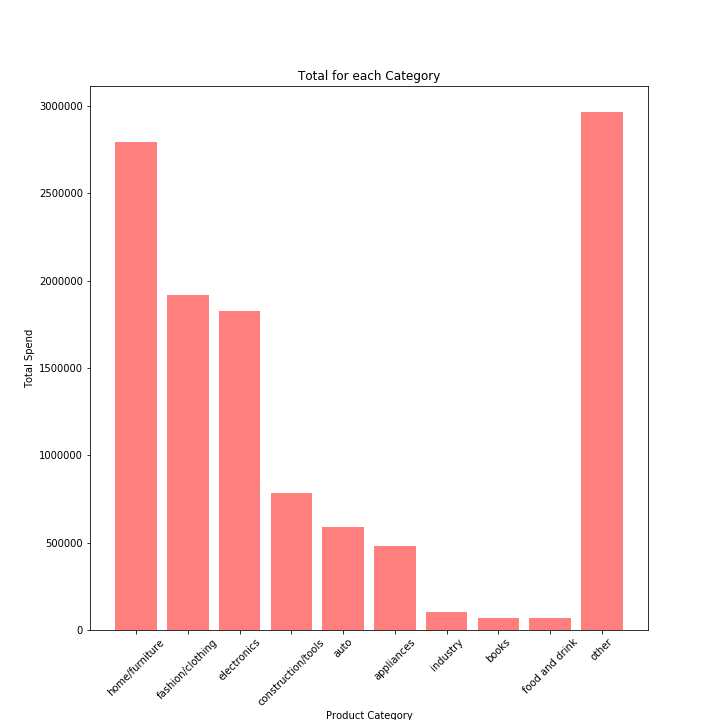 Total for each Category
3000000
2500000
2000000
1500000
1000000
500000
0
Total Spend
home/furniture
fashion/clothing
electronics
construction/tools
auto
appliances
industry
books
food and drink
other
Product Category